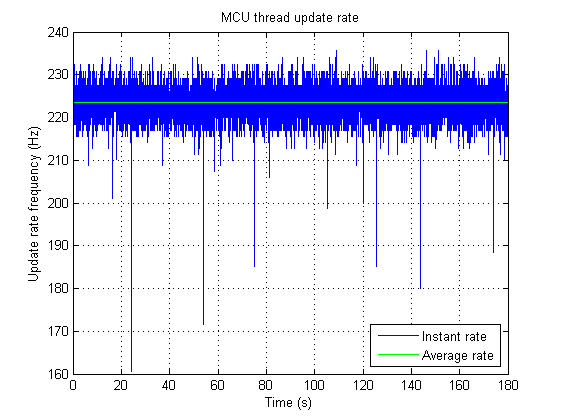 MCU thread update rate
240
230
220
210
200
190
180
170
160
Update rate frequency (Hz)
0 20 40 60 80 100 120 140 160 180
Time (s)
Instant rate
Average rate